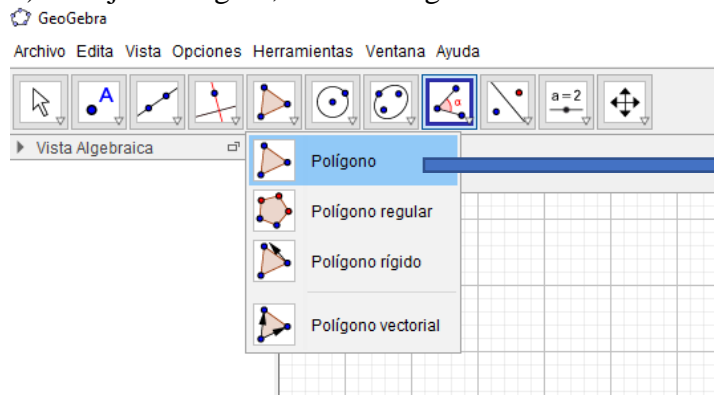 GeoGebra
Archivo Edita Vista Opciones Herramientas Ventana Ayuda
A
α
a=2
Vista Algebraica
Polígono
Polígono regular
Polígono rígido
Polígono vectorial